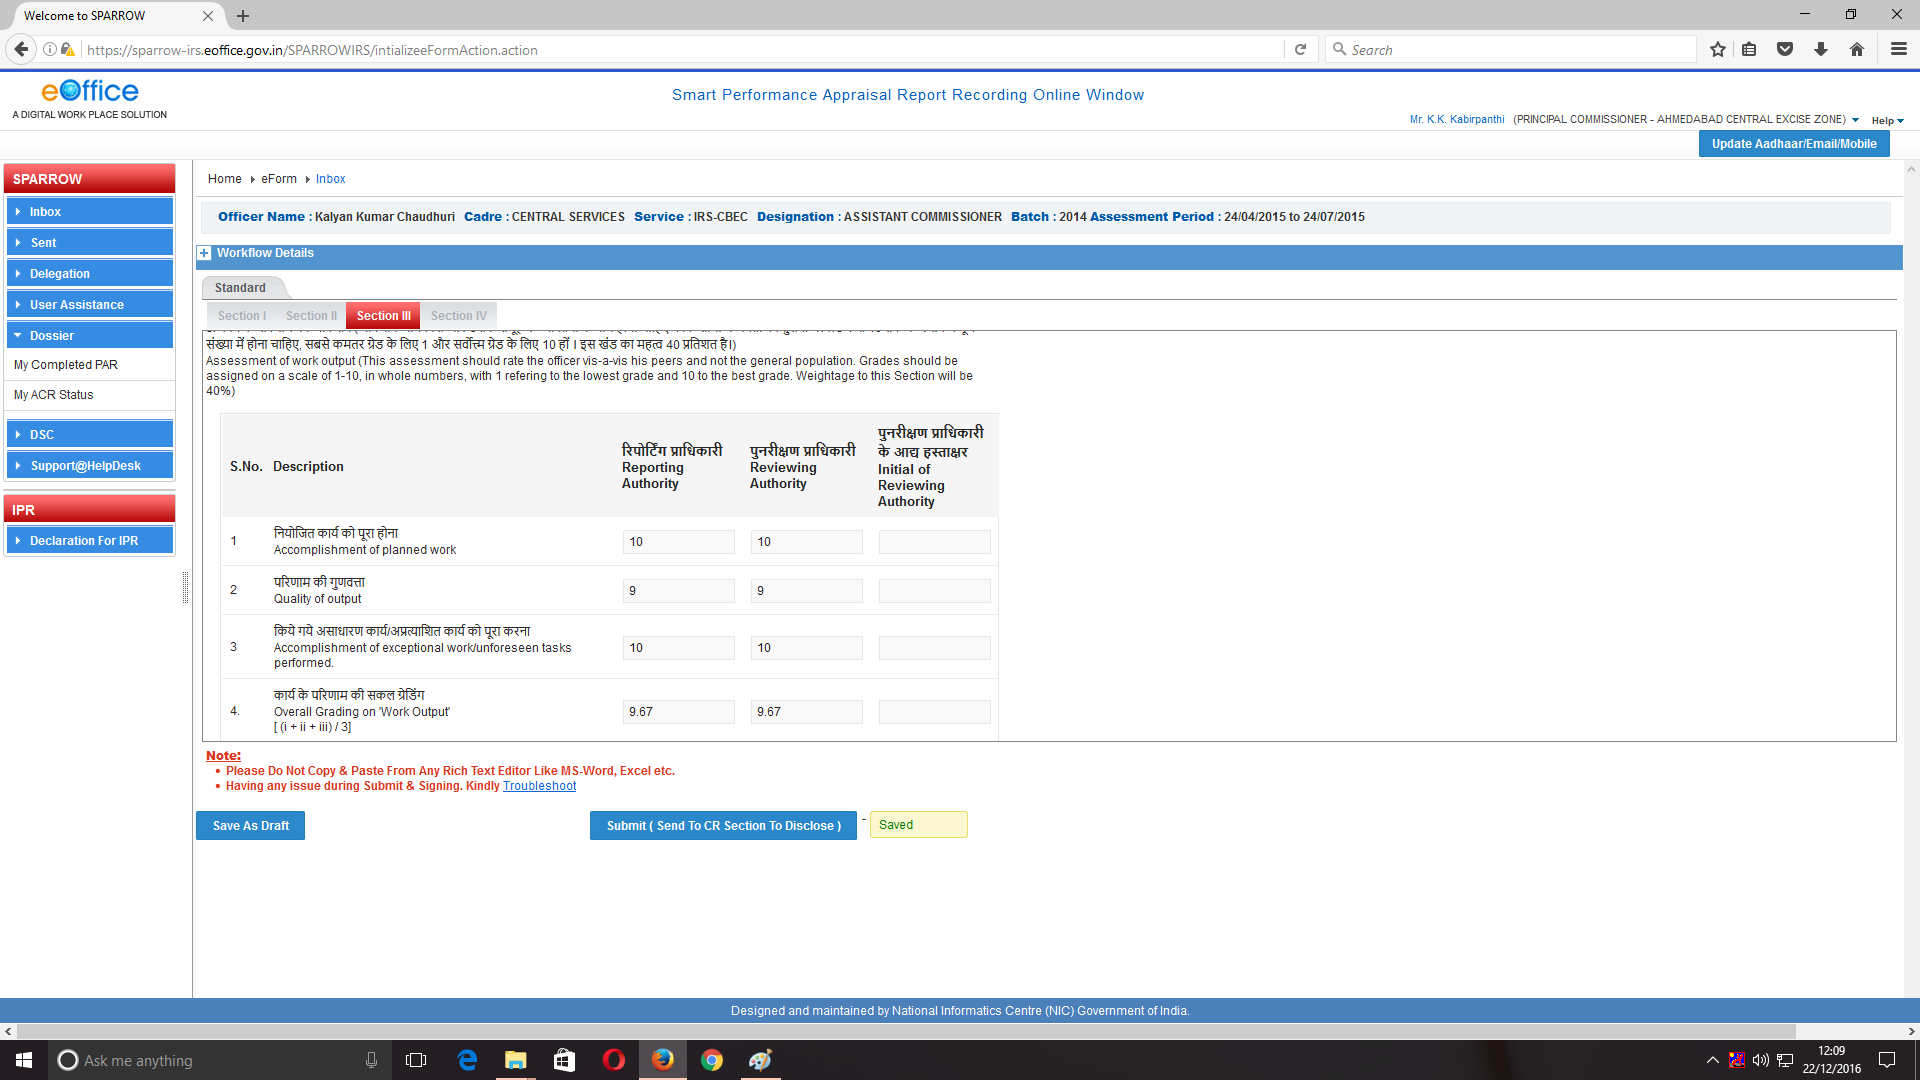 Welcome to SPARROW
https://sparrow-irs.eoffice.gov.in/SPARROWIRS/intializeeFormAction.action
Search
eOffice
A DIGITAL WORK PLACE SOLUTION
Smart Performance Appraisal Report Recording Online Window
Mr. K.K. Kabirpanthi (PRINCIPAL COMMISSIONER - AHMEDABAD CENTRAL EXCISE ZONE) Help
Update Aadhaar/Email/Mobile
SPARROW
Inbox
Sent
Delegation
User Assistance
Dossier
My Completed PAR
My ACR Status
DSC
Support@HelpDesk
IPR
Declaration For IPR
Home eForm Inbox
Officer Name : Kalyan Kumar Chaudhuri Cadre : CENTRAL SERVICES Service : IRS-CBEC Designation : ASSISTANT COMMISSIONER Batch : 2014 Assessment Period : 24/04/2015 to 24/07/2015
Workflow Details
Standard
Section I Section II Section III Section IV
संख्या में होना चाहिए, सबसे कमतर ग्रेड के लिए 1 और सर्वोत्त्म ग्रेड के लिए 10 हों । इस खंड का महत्व 40 प्रतिशत है।)
Assessment of work output (This assessment should rate the officer vis-a-vis his peers and not the general population. Grades should be
assigned on a scale of 1-10, in whole numbers, with 1 refering to the lowest grade and 10 to the best grade. Weightage to this Section will be
40%)
S.No. Description
रिपोर्टिंग प्राधिकारी
Reporting
Authority
पुनरीक्षण प्राधिकारी
Reviewing
Authority
पुनरीक्षण प्राधिकारी
के आद्य हस्ताक्षर
Initial of
Reviewing
Authority
1 नियोजित कार्य को पूरा होना
Accomplishment of planned work 10 10
2 परिणाम की गुणवत्ता
Quality of output 9 9
3 किये गये असाधारण कार्य/अप्रत्याशित कार्य को पूरा करना
Accomplishment of exceptional work/unforeseen tasks
performed. 10 10
4. कार्य के परिणाम की सकल ग्रेडिंग
Overall Grading on 'Work Output' 9.67 9.67
[ (i + ii + iii) / 3]
Note:
• Please Do Not Copy & Paste From Any Rich Text Editor Like MS-Word, Excel etc.
• Having any issue during Submit & Signing. Kindly Troubleshoot
Save As Draft Submit ( Send To CR Section To Disclose ) - Saved
Designed and maintained by National Informatics Centre (NIC) Government of India.
Ask me anything
12:09
22/12/2016